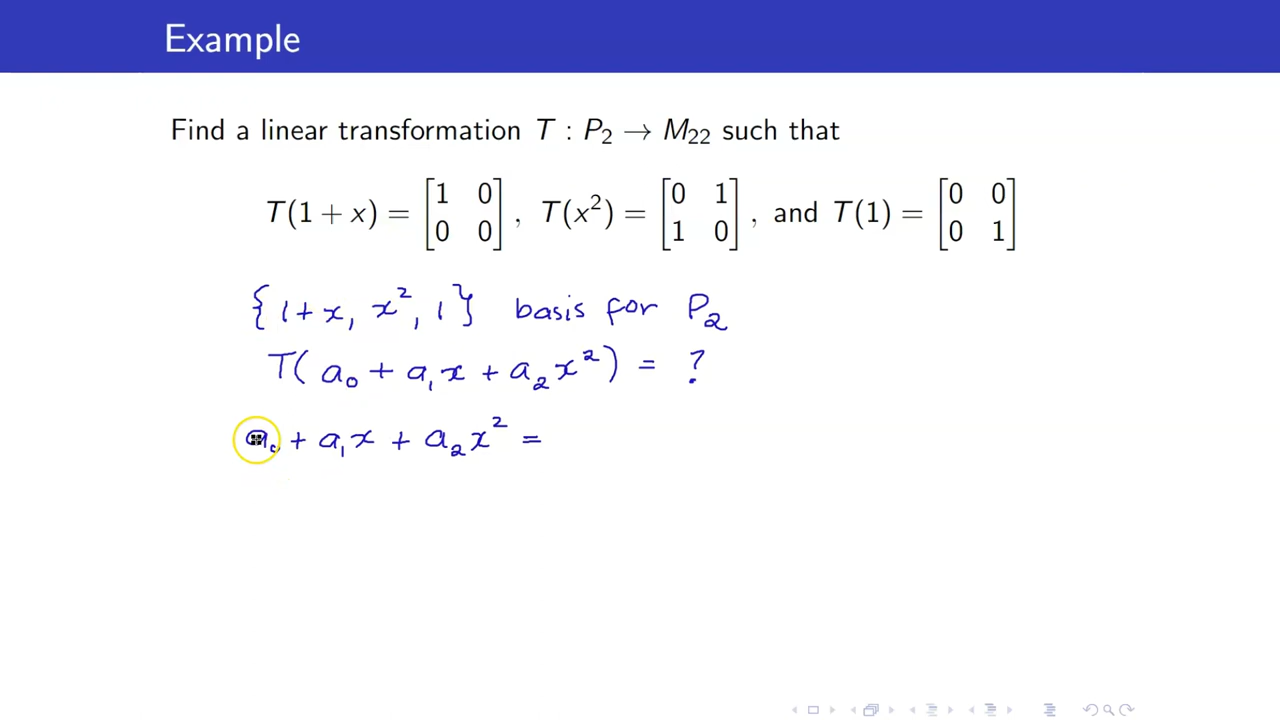 Example
Find a linear transformation T : P₂ → M₂₂ such that
T(1 + x) = [1 0; 0 0], T(x²) = [0 1; 1 0], and T(1) = [0 0; 0 1]
{1+x, x², 1} basis for P₂
T(a₀ + a₁x + a₂x²) = ?
a₀ + a₁x + a₂x² =